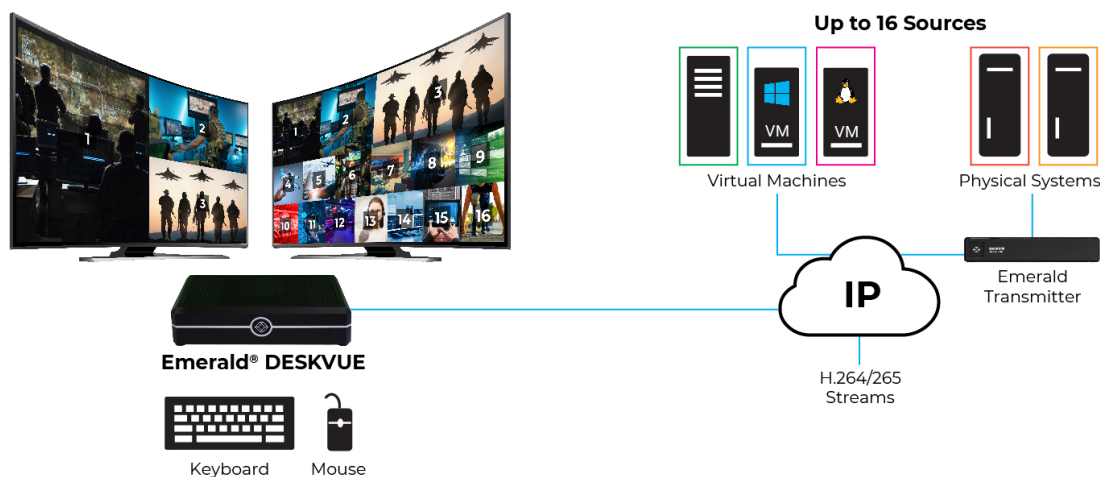 Up to 16 Sources
1
2
3
1
2
3
4
5
6
7
8
9
10
11
12
13
14
15
16
VM
VM
Virtual Machines
Physical Systems
Emerald
Transmitter
IP
Emerald® DESKVUE
H.264/265
Streams
Keyboard
Mouse